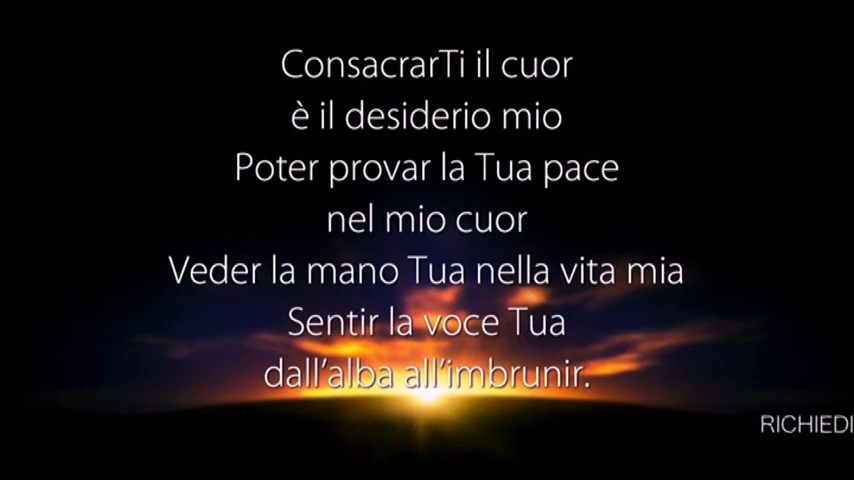 ConsacrarTi il cuor
è il desiderio mio
Poter provar la Tua pace
nel mio cuor
Veder la mano Tua nella vita mia
Sentir la voce Tua
dall'alba all'imbrunir.
RICHIEDI